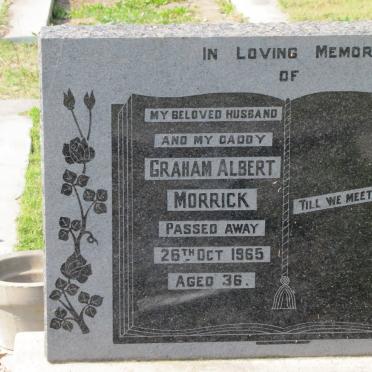 IN LOVING MEMOR
OF
MY BELOVED HUSBAND
AND MY DADDY
GRAHAM ALBERT
MORRICK
PASSED AWAY
26TH OCT 1965
AGED 36.
TILL WE MEET